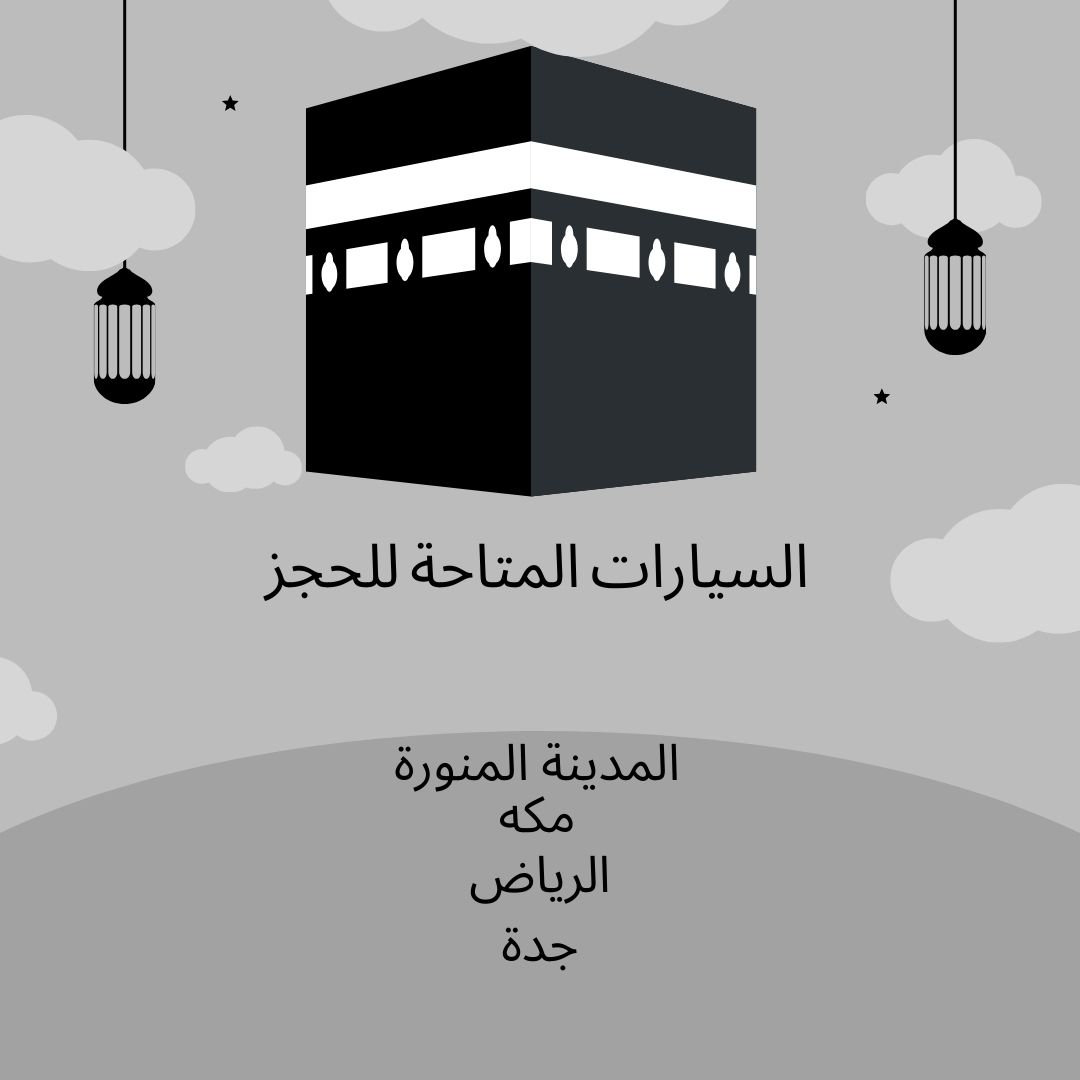 السيارات المتاحة للحجز
المدينة المنورة
مكه
الرياض
جدة